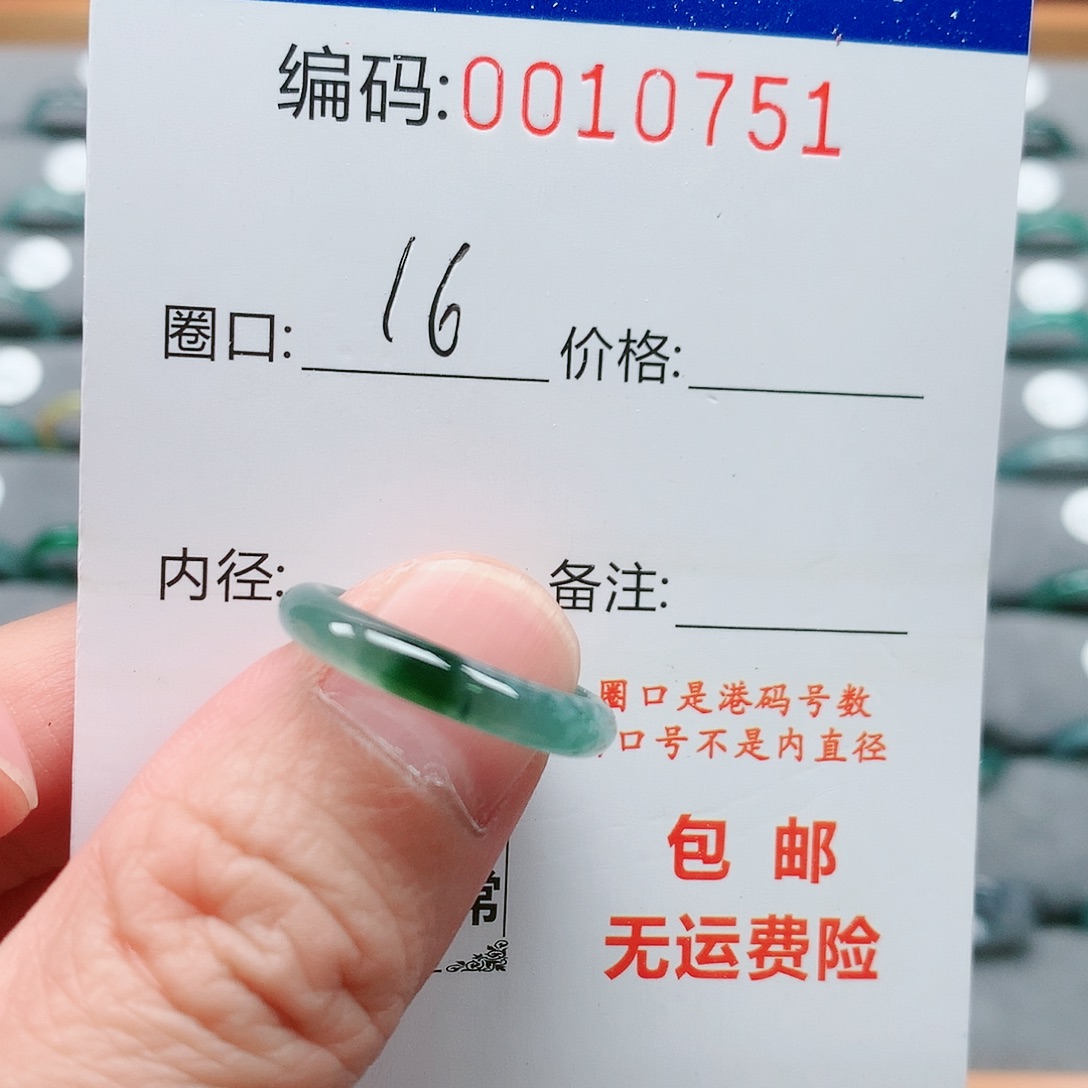 编码:0010751
圈口: 16 价格:
内径: 备注:
圈口是港码号数
口号不是内直径
包 邮
常
无运费险